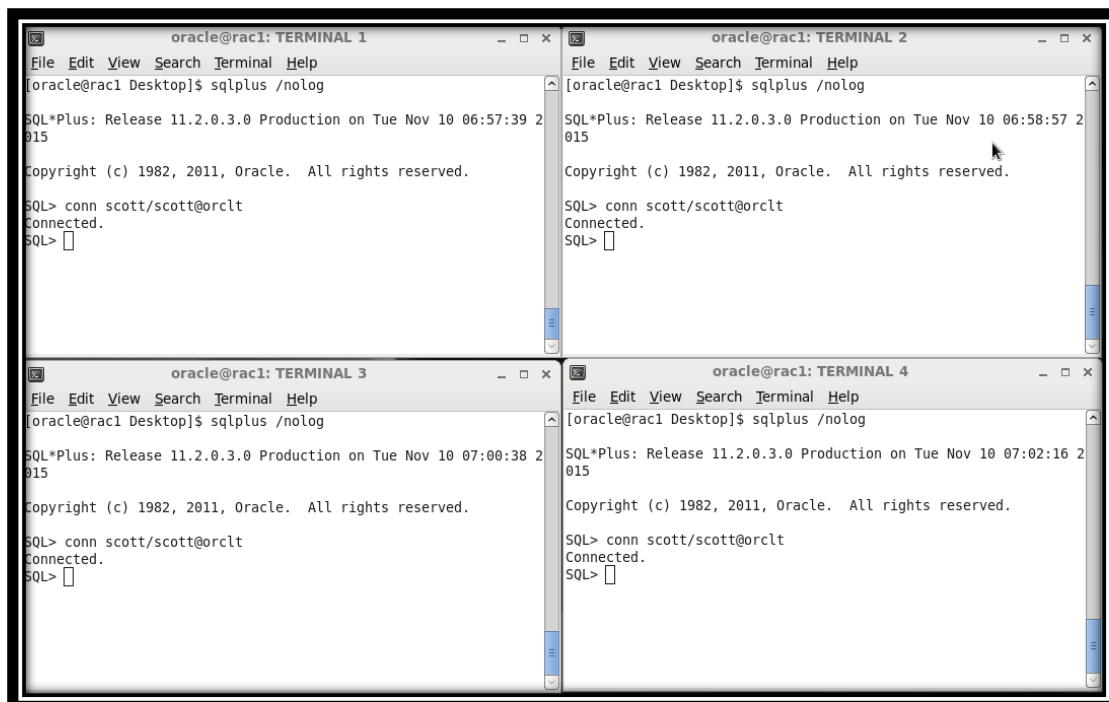 oracle@rac1: TERMINAL 1
File Edit View Search Terminal Help
[oracle@rac1 Desktop]$ sqlplus /nolog
SQL*Plus: Release 11.2.0.3.0 Production on Tue Nov 10 06:57:39 2
015
Copyright (c) 1982, 2011, Oracle.  All rights reserved.
SQL> conn scott/scott@orclt
Connected.
SQL>
oracle@rac1: TERMINAL 2
File Edit View Search Terminal Help
[oracle@rac1 Desktop]$ sqlplus /nolog
SQL*Plus: Release 11.2.0.3.0 Production on Tue Nov 10 06:58:57 2
015
Copyright (c) 1982, 2011, Oracle.  All rights reserved.
SQL> conn scott/scott@orclt
Connected.
SQL>
oracle@rac1: TERMINAL 3
File Edit View Search Terminal Help
[oracle@rac1 Desktop]$ sqlplus /nolog
SQL*Plus: Release 11.2.0.3.0 Production on Tue Nov 10 07:00:38 2
015
Copyright (c) 1982, 2011, Oracle.  All rights reserved.
SQL> conn scott/scott@orclt
Connected.
SQL>
oracle@rac1: TERMINAL 4
File Edit View Search Terminal Help
[oracle@rac1 Desktop]$ sqlplus /nolog
SQL*Plus: Release 11.2.0.3.0 Production on Tue Nov 10 07:02:16 2
015
Copyright (c) 1982, 2011, Oracle.  All rights reserved.
SQL> conn scott/scott@orclt
Connected.
SQL>